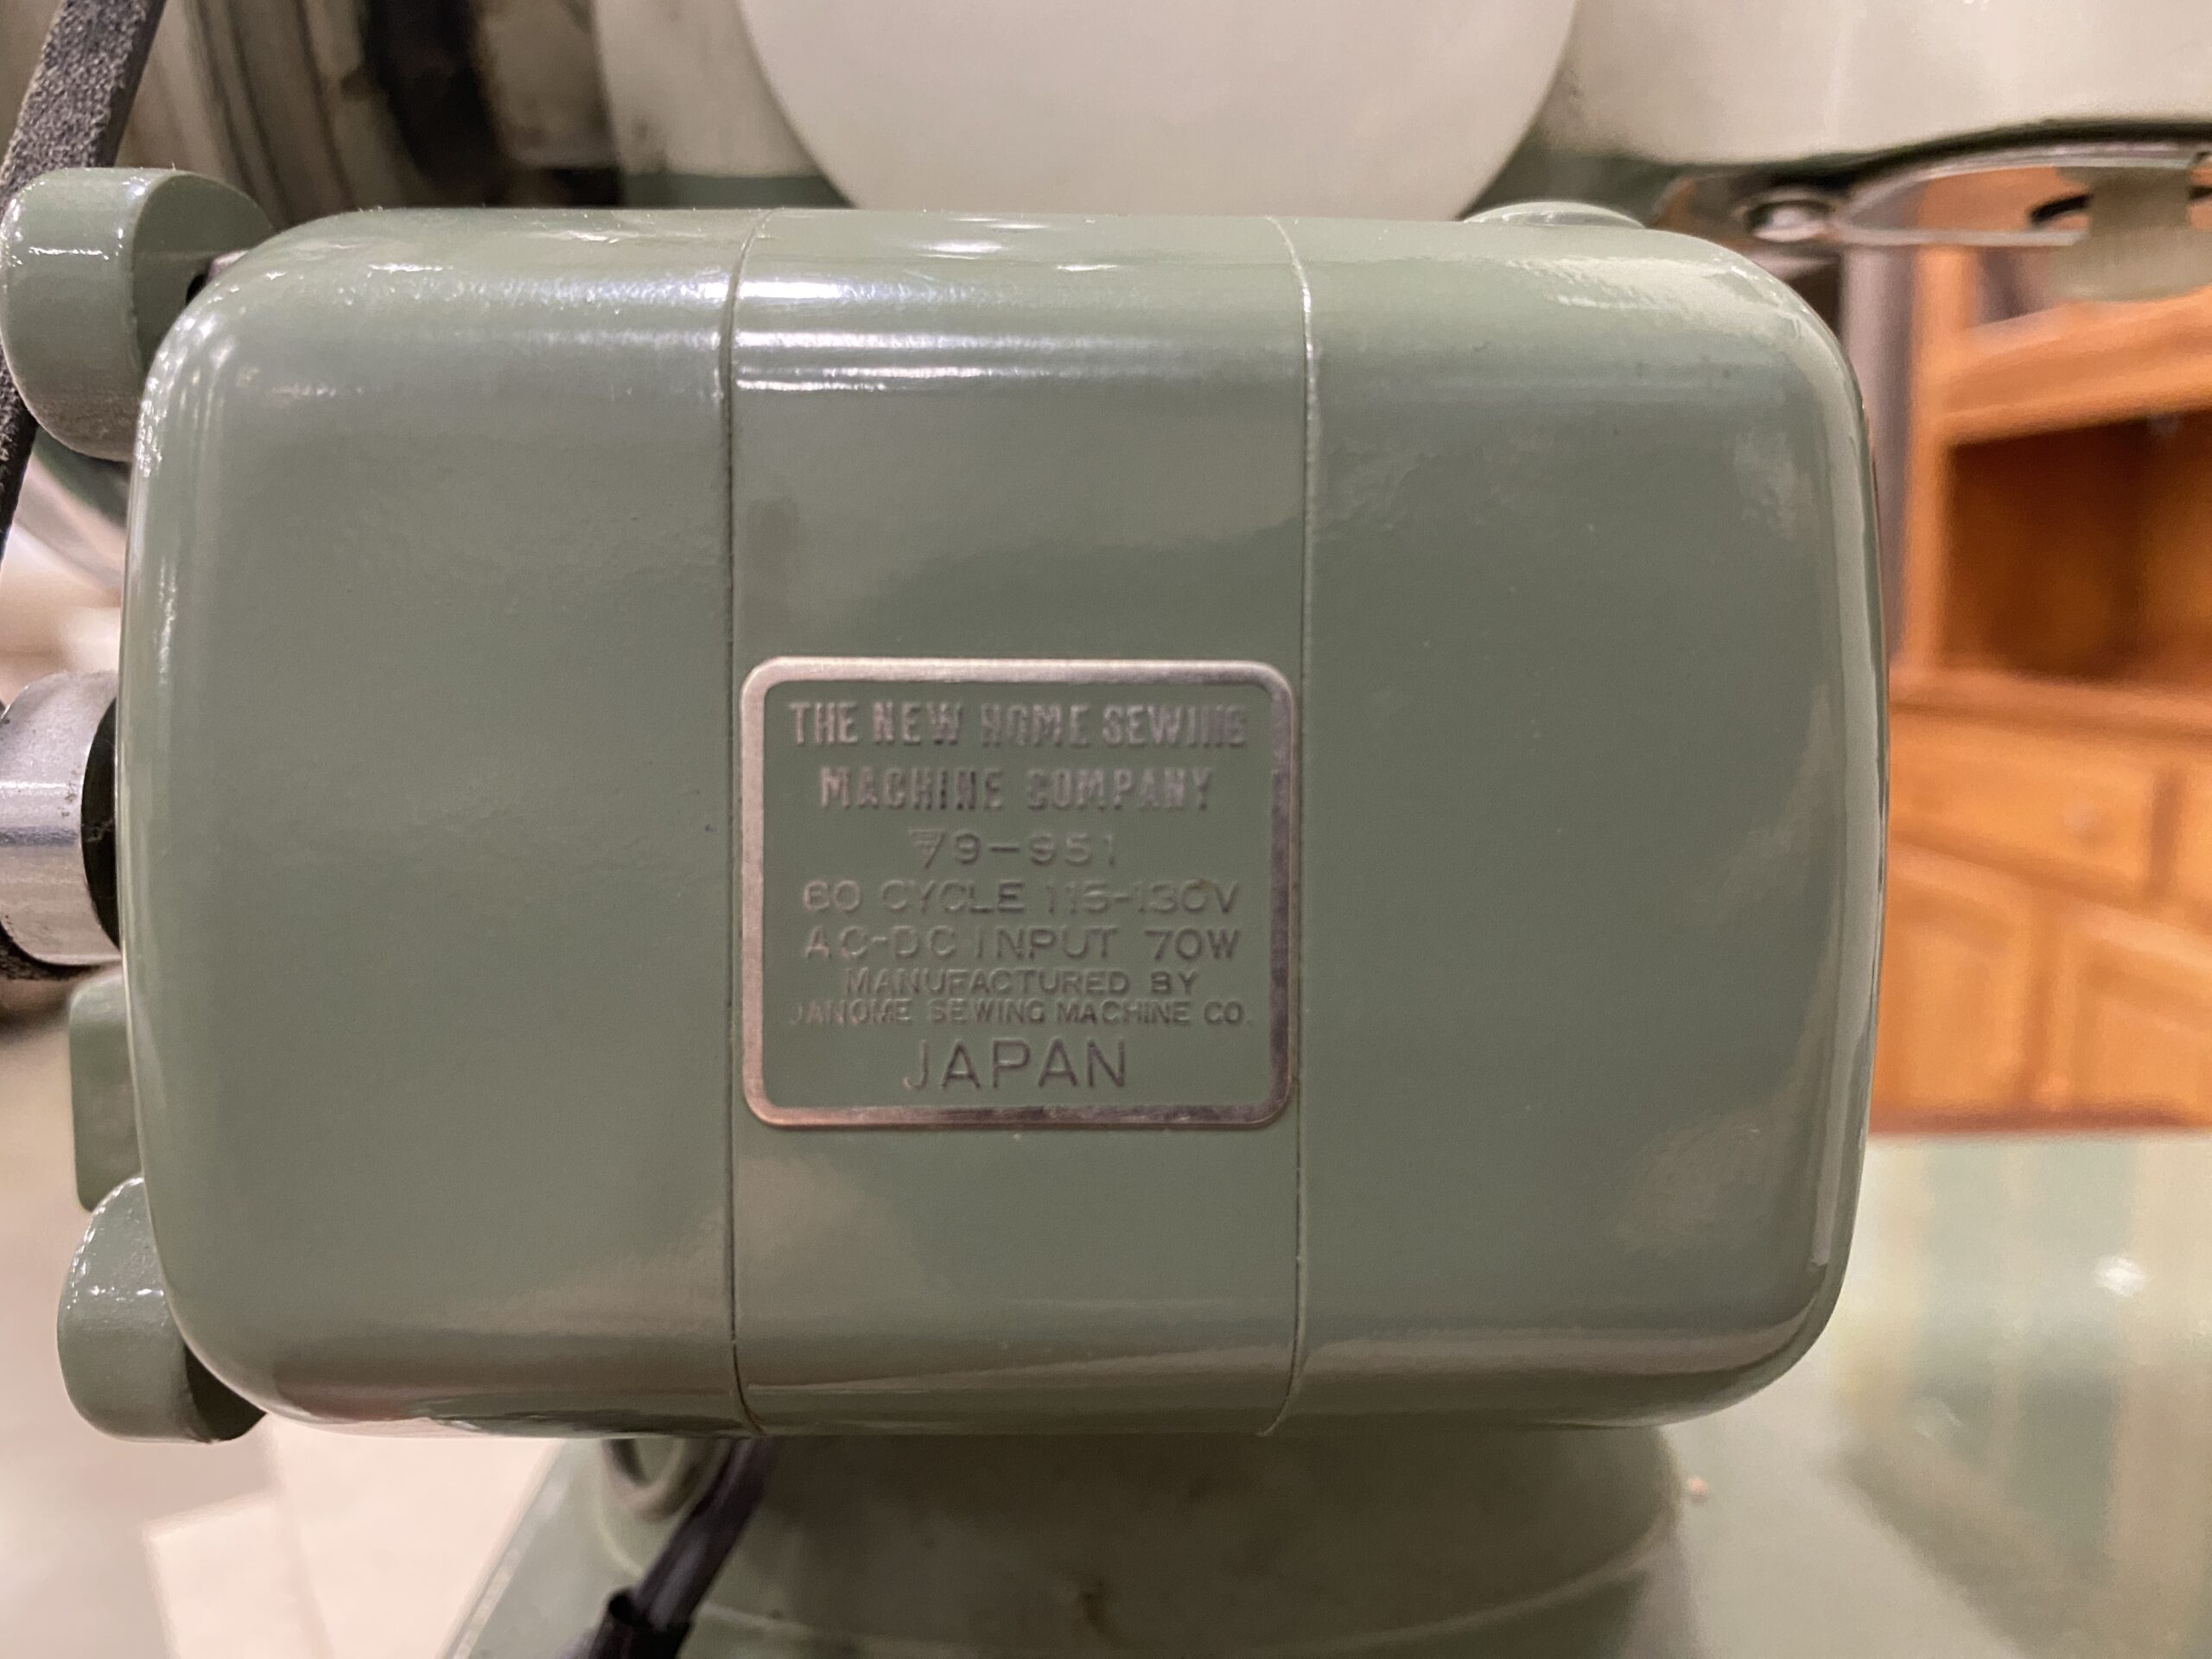 THE NEW HOME SEWING
MACHINE COMPANY
79-951
60 CYCLE 115-130V
AC-DC INPUT 70W
MANUFACTURED BY
JANOME SEWING MACHINE CO.
JAPAN